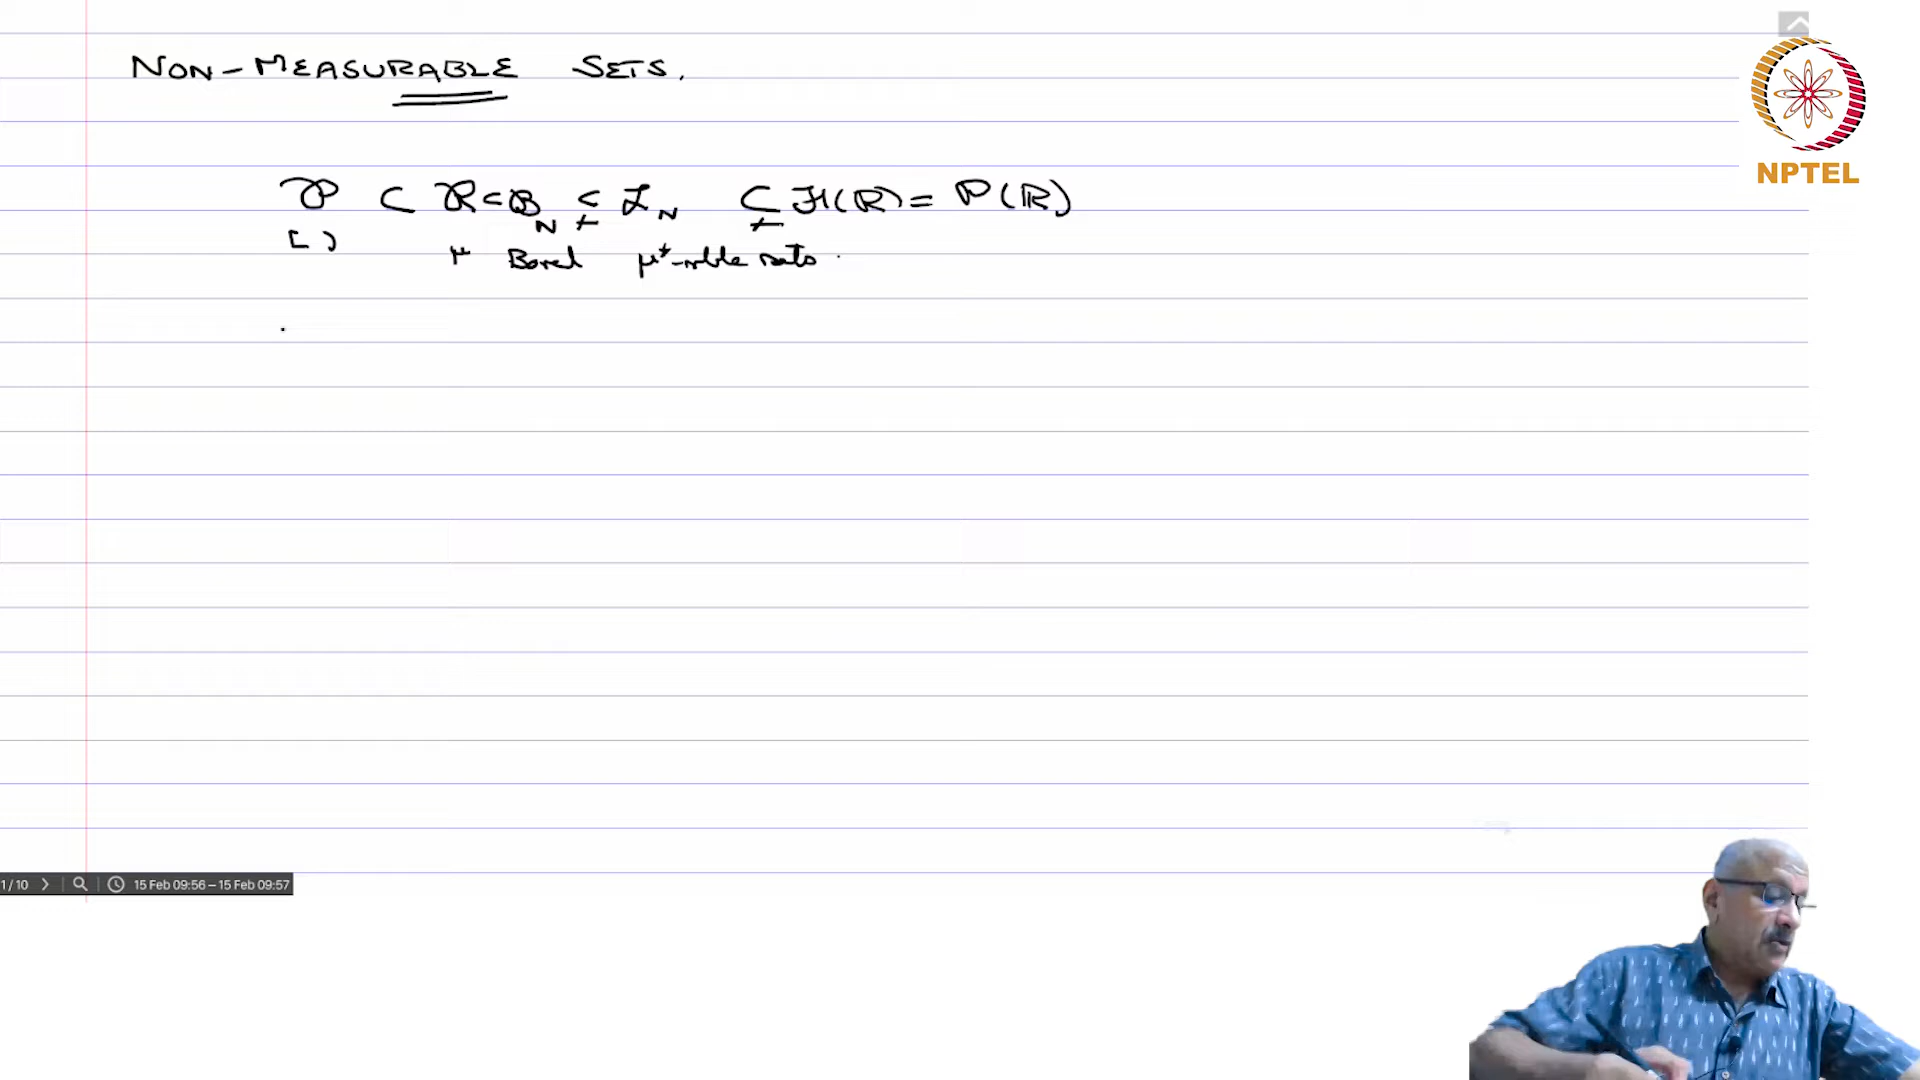 NON-MEASURABLE SETS.
NPTEL
𝒫 ⊂ ℛ ⊂ ℬ_N ⊊ ℒ_N ⊊ ℋ(ℝ) = 𝒫(ℝ)
[ ) μ Borel μ*-mble sets.
1/10 15 Feb 09:56 – 15 Feb 09:57